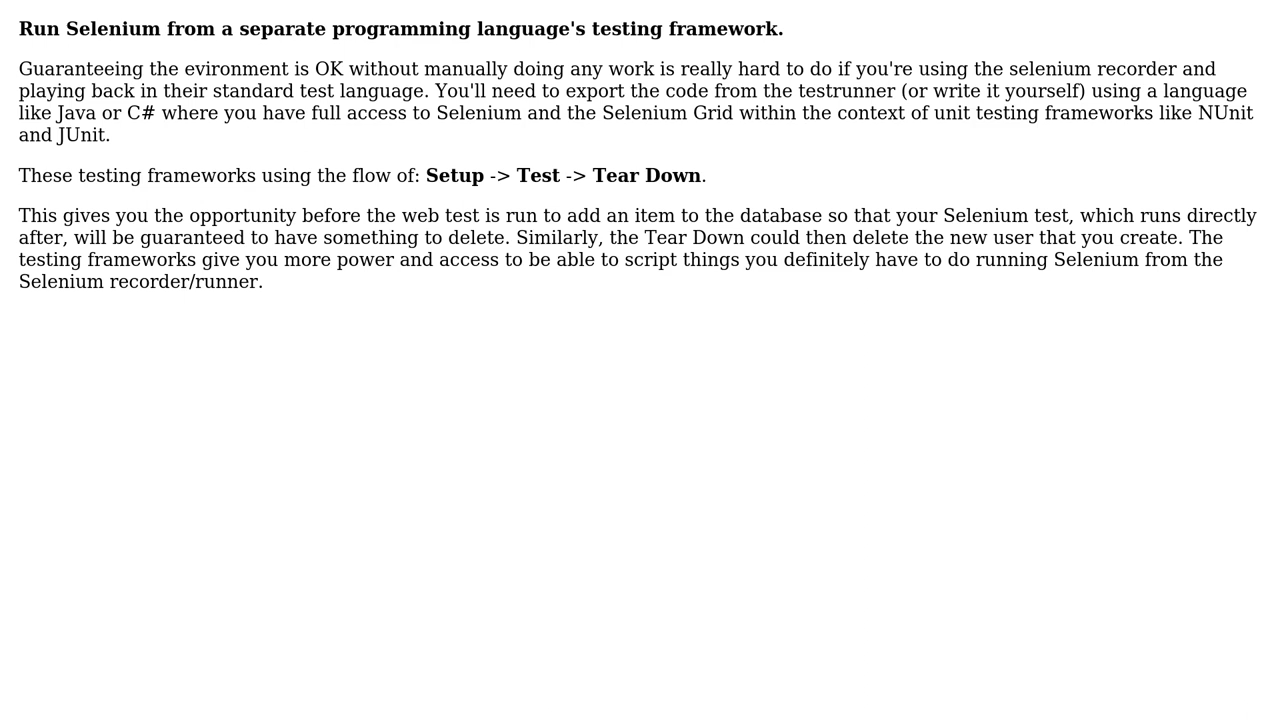 Run Selenium from a separate programming language's testing framework.
Guaranteeing the evironment is OK without manually doing any work is really hard to do if you're using the selenium recorder and
playing back in their standard test language. You'll need to export the code from the testrunner (or write it yourself) using a language
like Java or C# where you have full access to Selenium and the Selenium Grid within the context of unit testing frameworks like NUnit
and JUnit.
These testing frameworks using the flow of: Setup -> Test -> Tear Down.
This gives you the opportunity before the web test is run to add an item to the database so that your Selenium test, which runs directly
after, will be guaranteed to have something to delete. Similarly, the Tear Down could then delete the new user that you create. The
testing frameworks give you more power and access to be able to script things you definitely have to do running Selenium from the
Selenium recorder/runner.